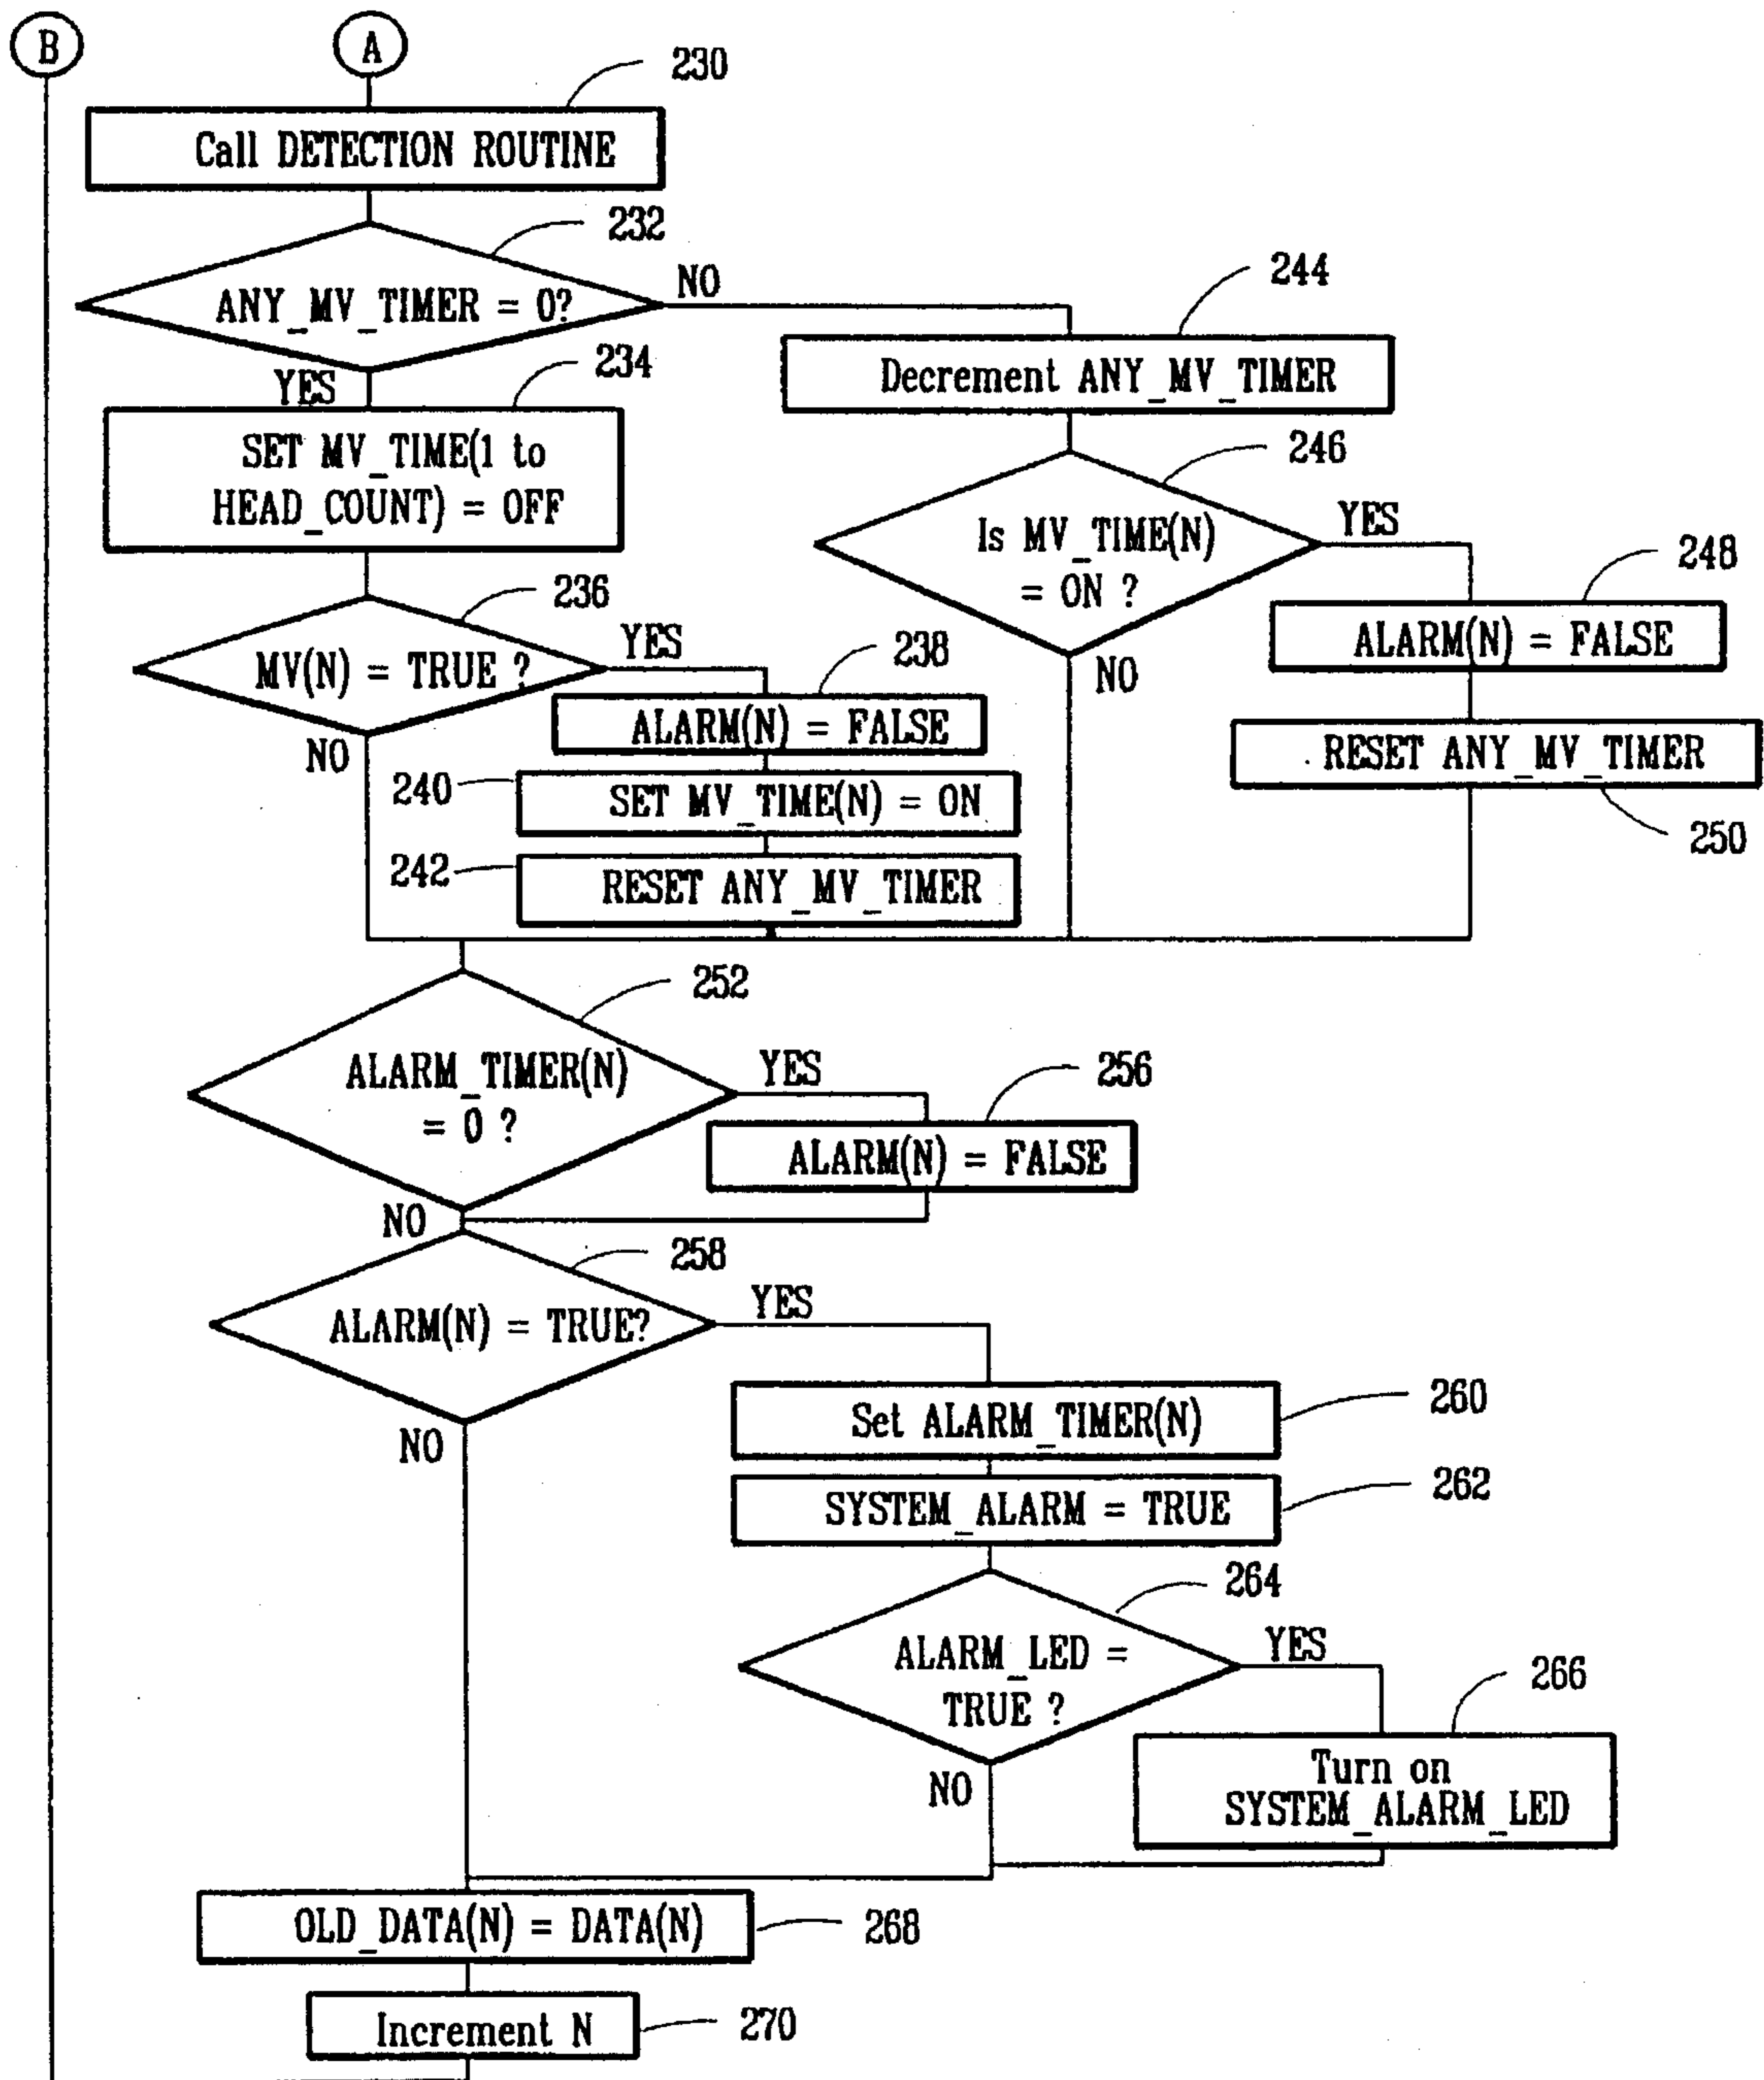 B
A
230
Call DETECTION ROUTINE
232
ANY_MV_TIMER = 0?
NO
YES
234
SET MV_TIME(1 to
HEAD_COUNT) = OFF
244
Decrement ANY_MV_TIMER
246
Is MV_TIME(N)
= ON ?
YES
NO
248
ALARM(N) = FALSE
RESET ANY_MV_TIMER
250
236
MV(N) = TRUE ?
YES
NO
238
ALARM(N) = FALSE
240
SET MV_TIME(N) = ON
242
RESET ANY_MV_TIMER
252
ALARM_TIMER(N)
= 0 ?
YES
NO
256
ALARM(N) = FALSE
258
ALARM(N) = TRUE?
YES
NO
Set ALARM_TIMER(N)
260
SYSTEM_ALARM = TRUE
262
264
ALARM_LED =
TRUE ?
YES
NO
266
Turn on
SYSTEM_ALARM_LED
OLD_DATA(N) = DATA(N)
268
Increment N
270